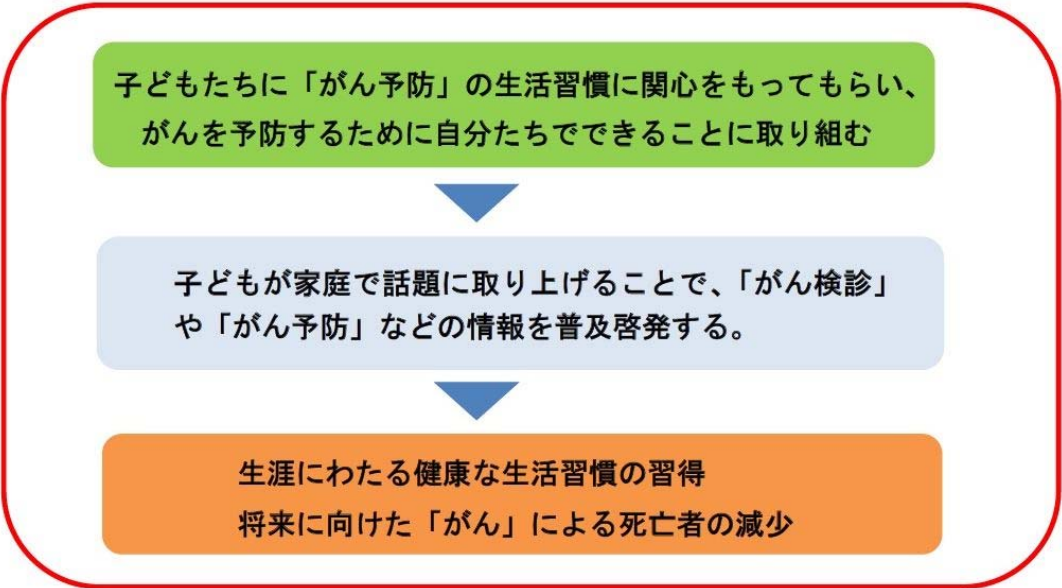 子どもたちに「がん予防」の生活習慣に関心をもってもらい、
がんを予防するために自分たちでできることに取り組む
子どもが家庭で話題に取り上げることで、「がん検診」
や「がん予防」などの情報を普及啓発する。
生涯にわたる健康な生活習慣の習得
将来に向けた「がん」による死亡者の減少